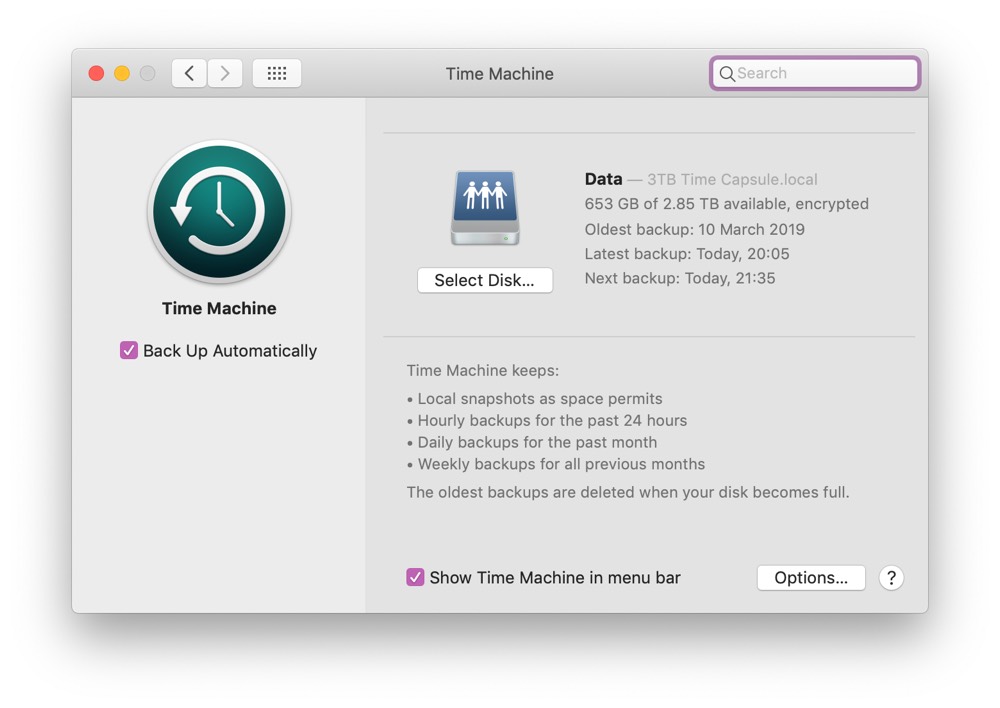 Time Machine
Search
Time Machine
Back Up Automatically
Data — 3TB Time Capsule.local
653 GB of 2.85 TB available, encrypted
Oldest backup: 10 March 2019
Latest backup: Today, 20:05
Next backup: Today, 21:35
Select Disk...
Time Machine keeps:
• Local snapshots as space permits
• Hourly backups for the past 24 hours
• Daily backups for the past month
• Weekly backups for all previous months
The oldest backups are deleted when your disk becomes full.
Show Time Machine in menu bar
Options...
?